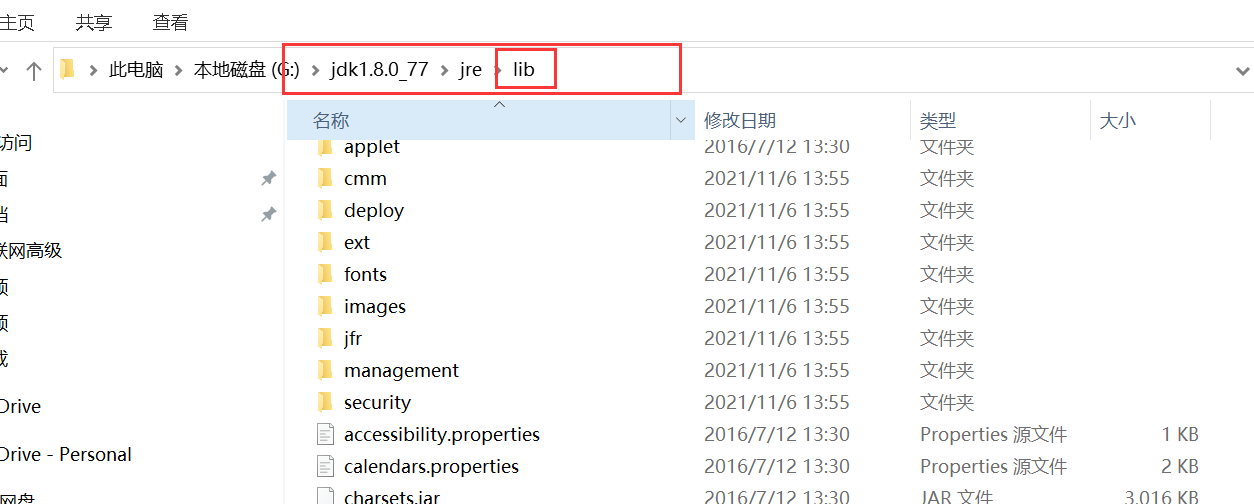 主页 共享 查看
此电脑 本地磁盘 (G:) jdk1.8.0_77 jre lib
名称 修改日期 类型 大小
applet 2016/7/12 13:30 文件夹
访问
cmm 2021/11/6 13:55 文件夹
面
deploy 2021/11/6 13:55 文件夹
档
ext 2021/11/6 13:55 文件夹
联网高级
fonts 2021/11/6 13:55 文件夹
images 2021/11/6 13:55 文件夹
jfr 2021/11/6 13:55 文件夹
management 2021/11/6 13:55 文件夹
security 2021/11/6 13:55 文件夹
Drive
accessibility.properties 2016/7/12 13:30 Properties 源文件 1 KB
Drive - Personal
calendars.properties 2016/7/12 13:30 Properties 源文件 2 KB
网盘
charsets.jar 2016/7/12 13:30 JAR 文件 3,016 KB